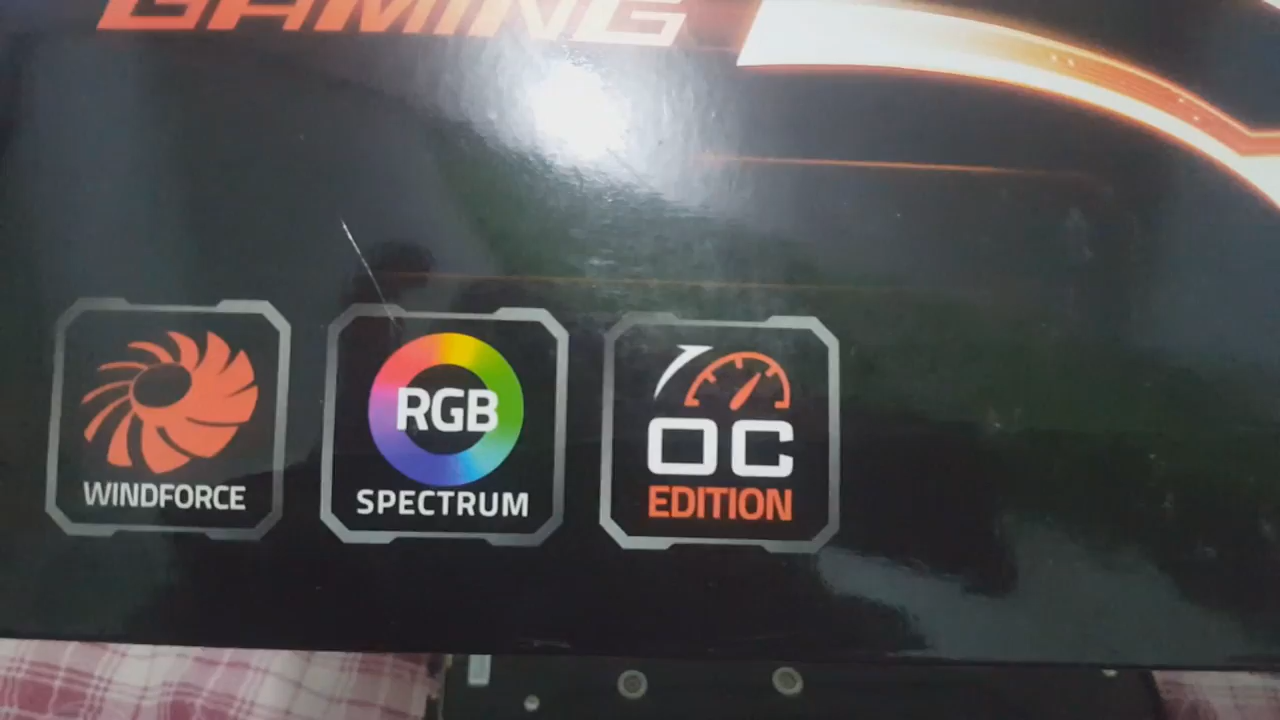 GAMING
WINDFORCE
RGB
SPECTRUM
OC
EDITION